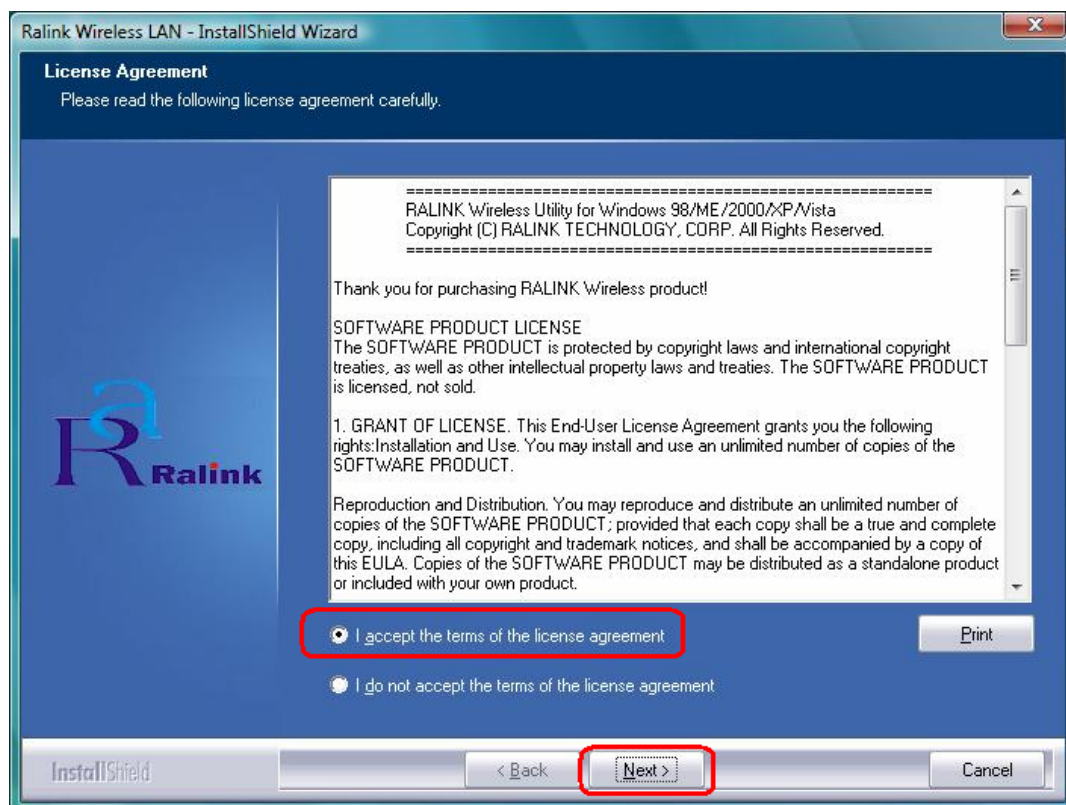 Ralink Wireless LAN - InstallShield Wizard
License Agreement
Please read the following license agreement carefully.
==========================================================
RALINK Wireless Utility for Windows 98/ME/2000/XP/Vista
Copyright (C) RALINK TECHNOLOGY, CORP. All Rights Reserved.
==========================================================
Thank you for purchasing RALINK Wireless product!
SOFTWARE PRODUCT LICENSE
The SOFTWARE PRODUCT is protected by copyright laws and international copyright
treaties, as well as other intellectual property laws and treaties. The SOFTWARE PRODUCT
is licensed, not sold.
1. GRANT OF LICENSE. This End-User License Agreement grants you the following
rights:Installation and Use. You may install and use an unlimited number of copies of the
SOFTWARE PRODUCT.
Reproduction and Distribution. You may reproduce and distribute an unlimited number of
copies of the SOFTWARE PRODUCT; provided that each copy shall be a true and complete
copy, including all copyright and trademark notices, and shall be accompanied by a copy of
this EULA. Copies of the SOFTWARE PRODUCT may be distributed as a standalone product
or included with your own product.
Ra
Ralink
I accept the terms of the license agreement
Print
I do not accept the terms of the license agreement
InstallShield
< Back
Next >
Cancel